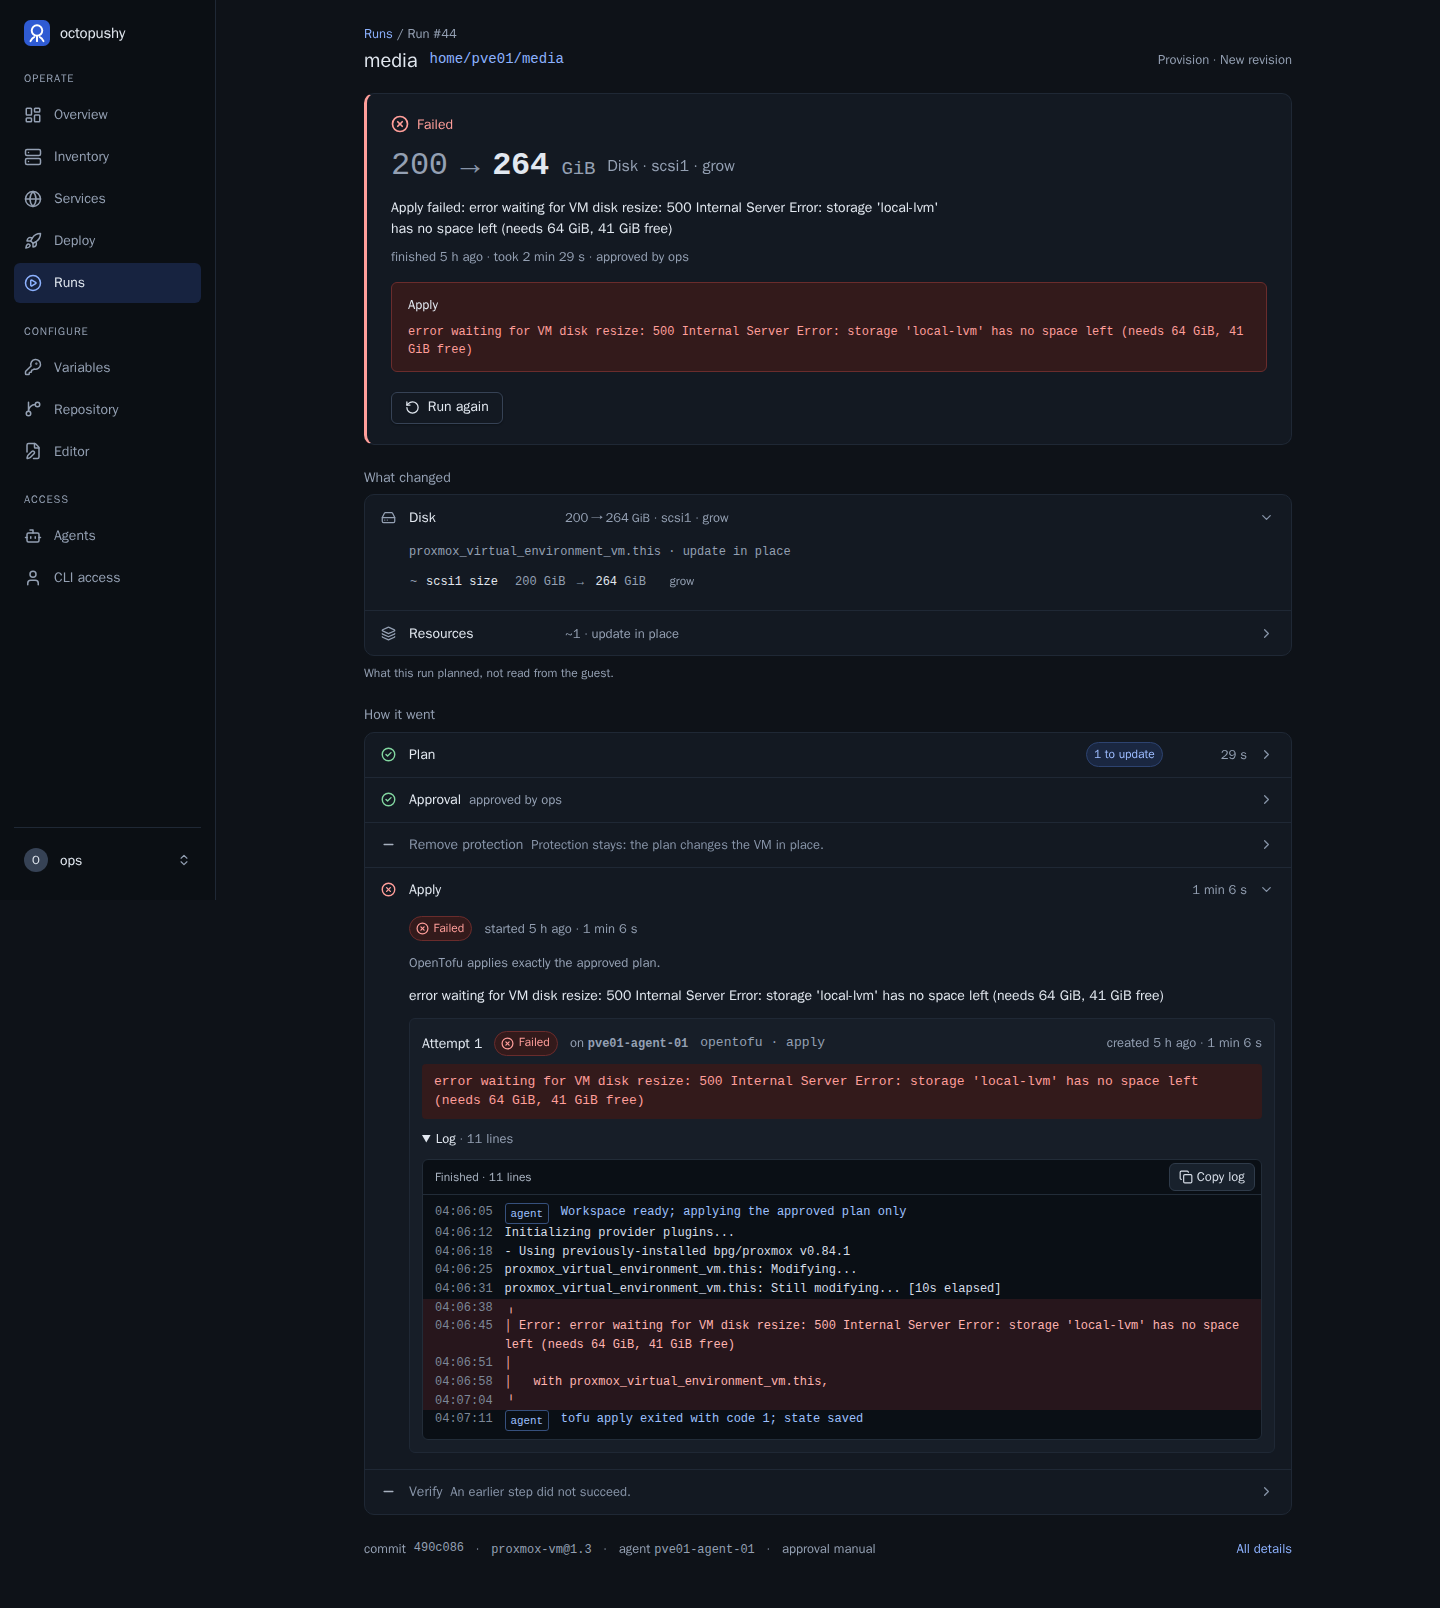 octopushy
OPERATE
Overview
Inventory
Services
Deploy
Runs
CONFIGURE
Variables
Repository
Editor
ACCESS
Agents
CLI access
O ops
Runs / Run #44
media home/pve01/media
Provision · New revision
Failed
200 → 264 GiB Disk · scsi1 · grow
Apply failed: error waiting for VM disk resize: 500 Internal Server Error: storage 'local-lvm'
has no space left (needs 64 GiB, 41 GiB free)
finished 5 h ago · took 2 min 29 s · approved by ops
Apply
error waiting for VM disk resize: 500 Internal Server Error: storage 'local-lvm' has no space left (needs 64 GiB, 41
GiB free)
Run again
What changed
Disk 200 → 264 GiB · scsi1 · grow
proxmox_virtual_environment_vm.this · update in place
~ scsi1 size 200 GiB → 264 GiB grow
Resources ~1 · update in place
What this run planned, not read from the guest.
How it went
Plan 1 to update 29 s
Approval approved by ops
Remove protection Protection stays: the plan changes the VM in place.
Apply 1 min 6 s
Failed started 5 h ago · 1 min 6 s
OpenTofu applies exactly the approved plan.
error waiting for VM disk resize: 500 Internal Server Error: storage 'local-lvm' has no space left (needs 64 GiB, 41 GiB free)
Attempt 1 Failed on pve01-agent-01 opentofu · apply created 5 h ago · 1 min 6 s
error waiting for VM disk resize: 500 Internal Server Error: storage 'local-lvm' has no space left
(needs 64 GiB, 41 GiB free)
▼ Log · 11 lines
Finished · 11 lines Copy log
04:06:05 agent Workspace ready; applying the approved plan only
04:06:12 Initializing provider plugins...
04:06:18 - Using previously-installed bpg/proxmox v0.84.1
04:06:25 proxmox_virtual_environment_vm.this: Modifying...
04:06:31 proxmox_virtual_environment_vm.this: Still modifying... [10s elapsed]
04:06:38 ╷
04:06:45 │ Error: error waiting for VM disk resize: 500 Internal Server Error: storage 'local-lvm' has no space
left (needs 64 GiB, 41 GiB free)
04:06:51 │
04:06:58 │ with proxmox_virtual_environment_vm.this,
04:07:04 ╵
04:07:11 agent tofu apply exited with code 1; state saved
Verify An earlier step did not succeed.
commit 490c086 · proxmox-vm@1.3 · agent pve01-agent-01 · approval manual
All details